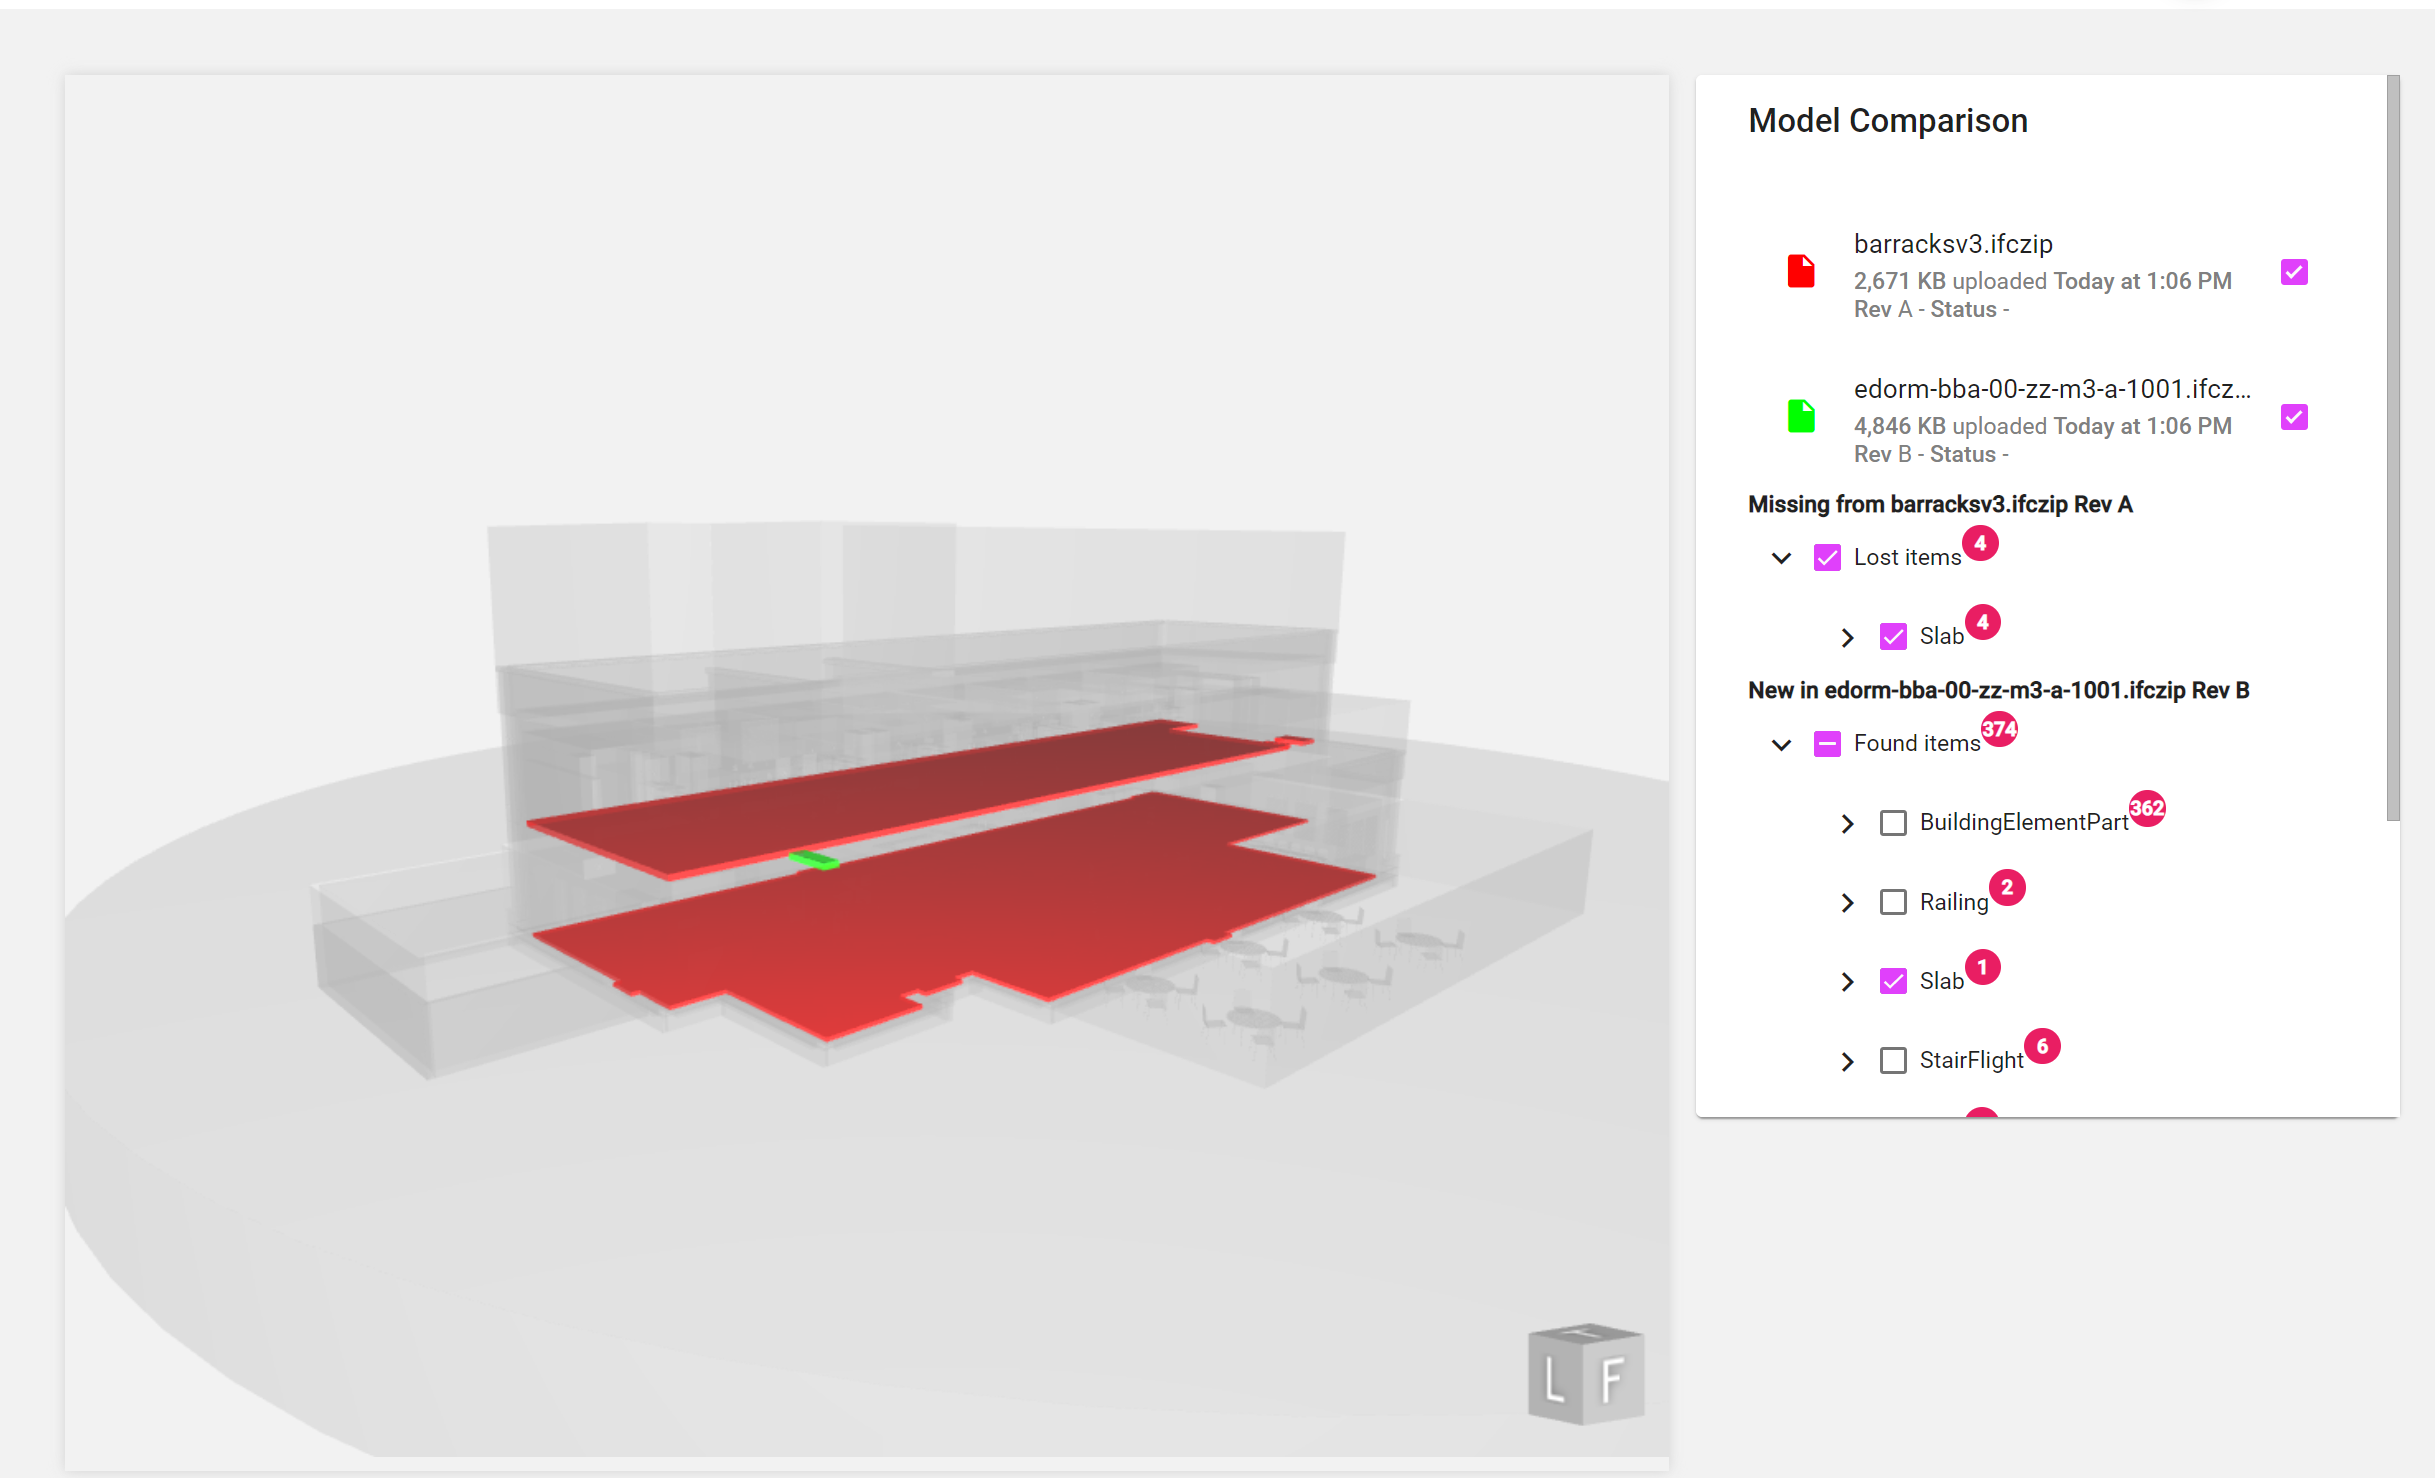 Model Comparison
barracksv3.ifczip
2,671 KB uploaded Today at 1:06 PM
Rev A - Status -
edorm-bba-00-zz-m3-a-1001.ifcz...
4,846 KB uploaded Today at 1:06 PM
Rev B - Status -
Missing from barracksv3.ifczip Rev A
Lost items 4
Slab 4
New in edorm-bba-00-zz-m3-a-1001.ifczip Rev B
Found items 374
BuildingElementPart 362
Railing 2
Slab 1
StairFlight 6
L F